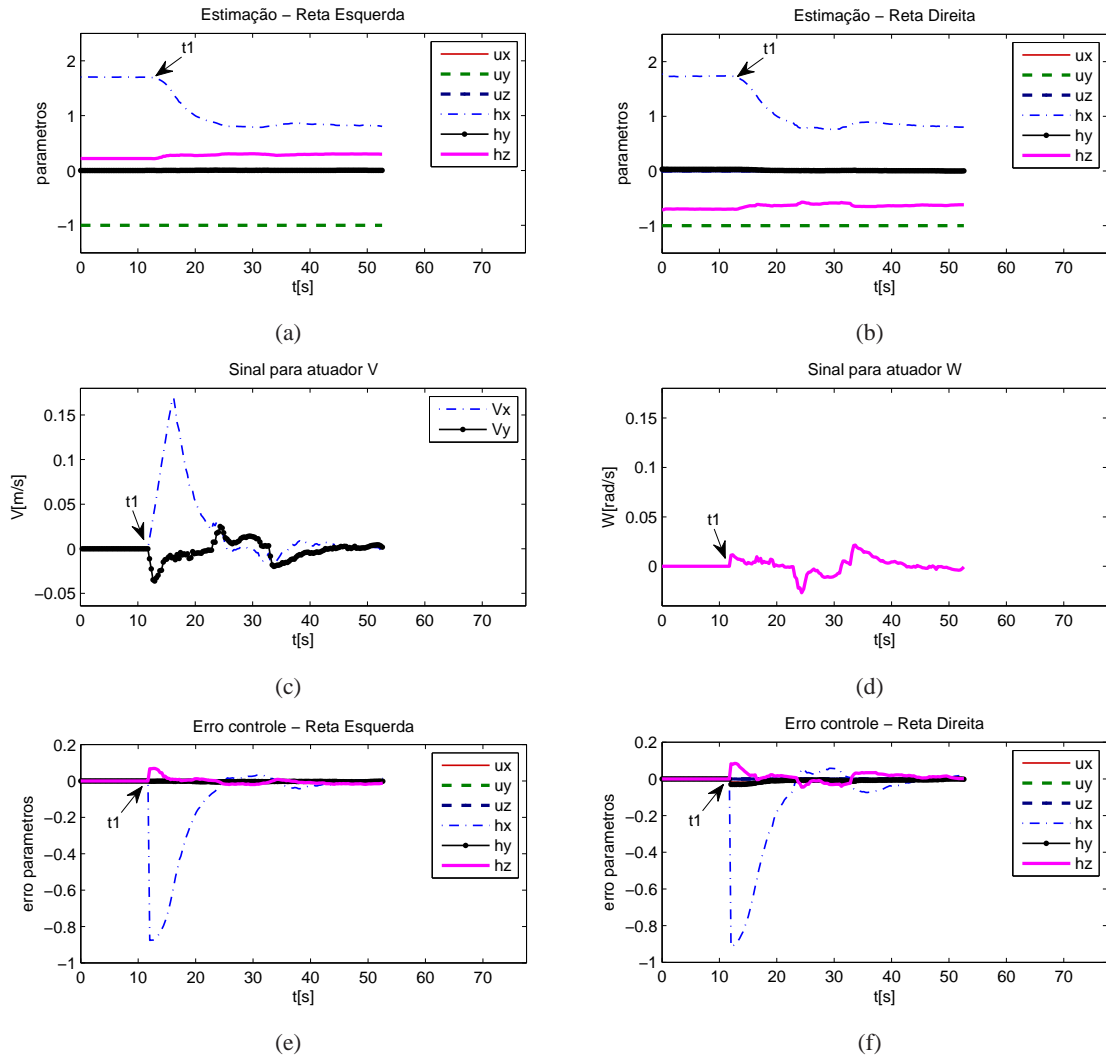 Estimação − Reta Esquerda
t1
ux
uy
uz
hx
hy
hz
parametros
2
1
0
−1
0 10 20 30 40 50 60 70
t[s]
(a)
Estimação − Reta Direita
t1
ux
uy
uz
hx
hy
hz
parametros
2
1
0
−1
0 10 20 30 40 50 60 70
t[s]
(b)
Sinal para atuador V
Vx
Vy
t1
V[m/s]
0.15
0.1
0.05
0
−0.05
0 10 20 30 40 50 60 70
t[s]
(c)
Sinal para atuador W
t1
W[rad/s]
0.15
0.1
0.05
0
0 10 20 30 40 50 60 70
t[s]
(d)
Erro controle − Reta Esquerda
t1
ux
uy
uz
hx
hy
hz
erro parametros
0.2
0
−0.2
−0.4
−0.6
−0.8
−1
0 10 20 30 40 50 60 70
t[s]
(e)
Erro controle − Reta Direita
t1
ux
uy
uz
hx
hy
hz
erro parametros
0.2
0
−0.2
−0.4
−0.6
−0.8
−1
0 10 20 30 40 50 60 70
t[s]
(f)